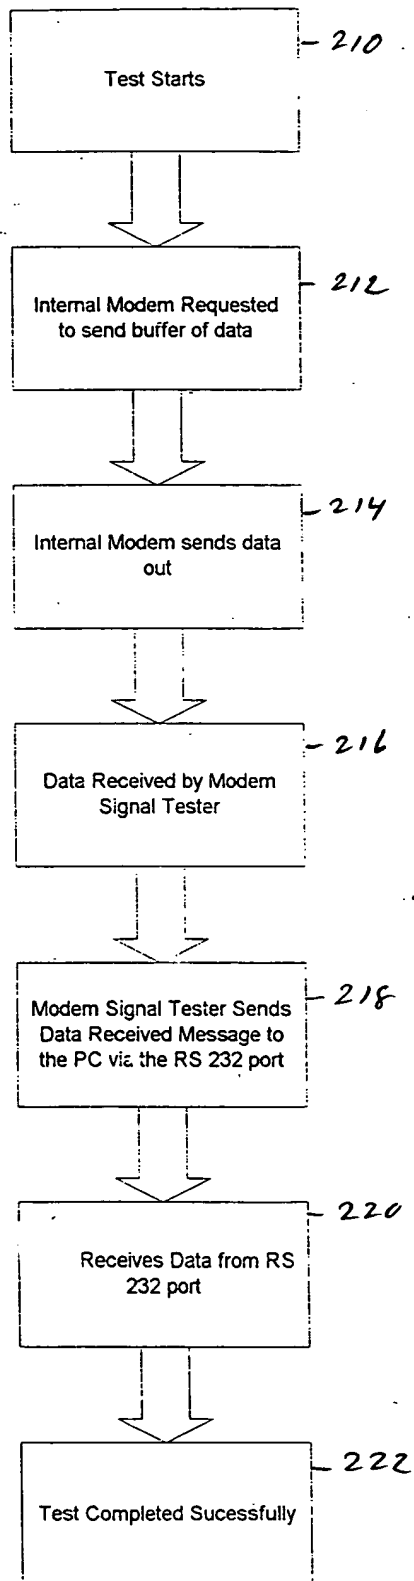 210
Test Starts
212
Internal Modem Requested
to send buffer of data
214
Internal Modem sends data
out
216
Data Received by Modem
Signal Tester
218
Modem Signal Tester Sends
Data Received Message to
the PC via the RS 232 port
220
Receives Data from RS
232 port
222
Test Completed Sucessfully